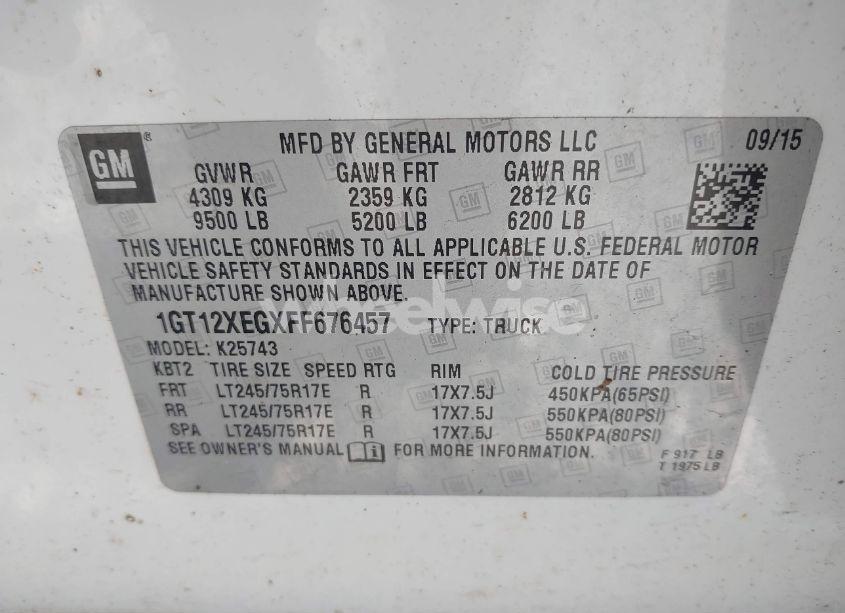 GM ® MFD BY GENERAL MOTORS LLC 09/15
GVWR GAWR FRT GAWR RR
4309 KG 2359 KG 2812 KG
9500 LB 5200 LB 6200 LB
THIS VEHICLE CONFORMS TO ALL APPLICABLE U.S. FEDERAL MOTOR
VEHICLE SAFETY STANDARDS IN EFFECT ON THE DATE OF
MANUFACTURE SHOWN ABOVE.
1GT12XEGXFF676457 TYPE: TRUCK
MODEL: K25743
KBT2 TIRE SIZE SPEED RTG RIM COLD TIRE PRESSURE
FRT LT245/75R17E R 17X7.5J 450KPA(65PSI)
RR LT245/75R17E R 17X7.5J 550KPA(80PSI)
SPA LT245/75R17E R 17X7.5J 550KPA(80PSI)
SEE OWNER'S MANUAL i FOR MORE INFORMATION.
F 917 LB
T 1975 LB